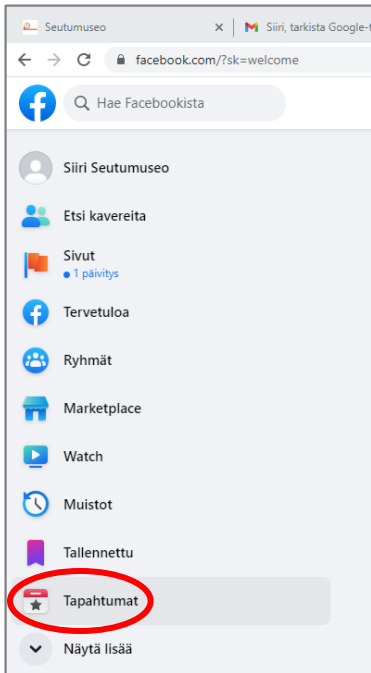 Seutumuseo
Siiri, tarkista Google-t
facebook.com/?sk=welcome
Hae Facebookista
Siiri Seutumuseo
Etsi kavereita
Sivut
1 päivitys
Tervetuloa
Ryhmät
Marketplace
Watch
Muistot
Tallennettu
Tapahtumat
Näytä lisää